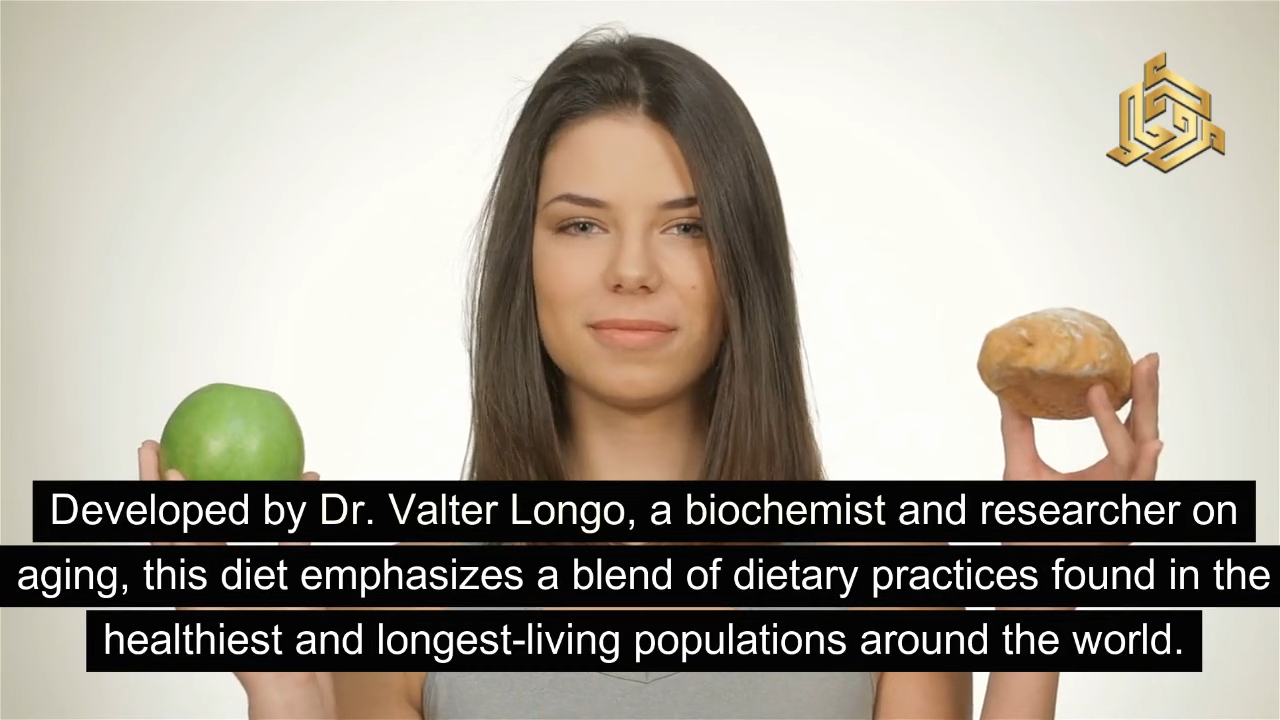 Developed by Dr. Valter Longo, a biochemist and researcher on
aging, this diet emphasizes a blend of dietary practices found in the
healthiest and longest-living populations around the world.